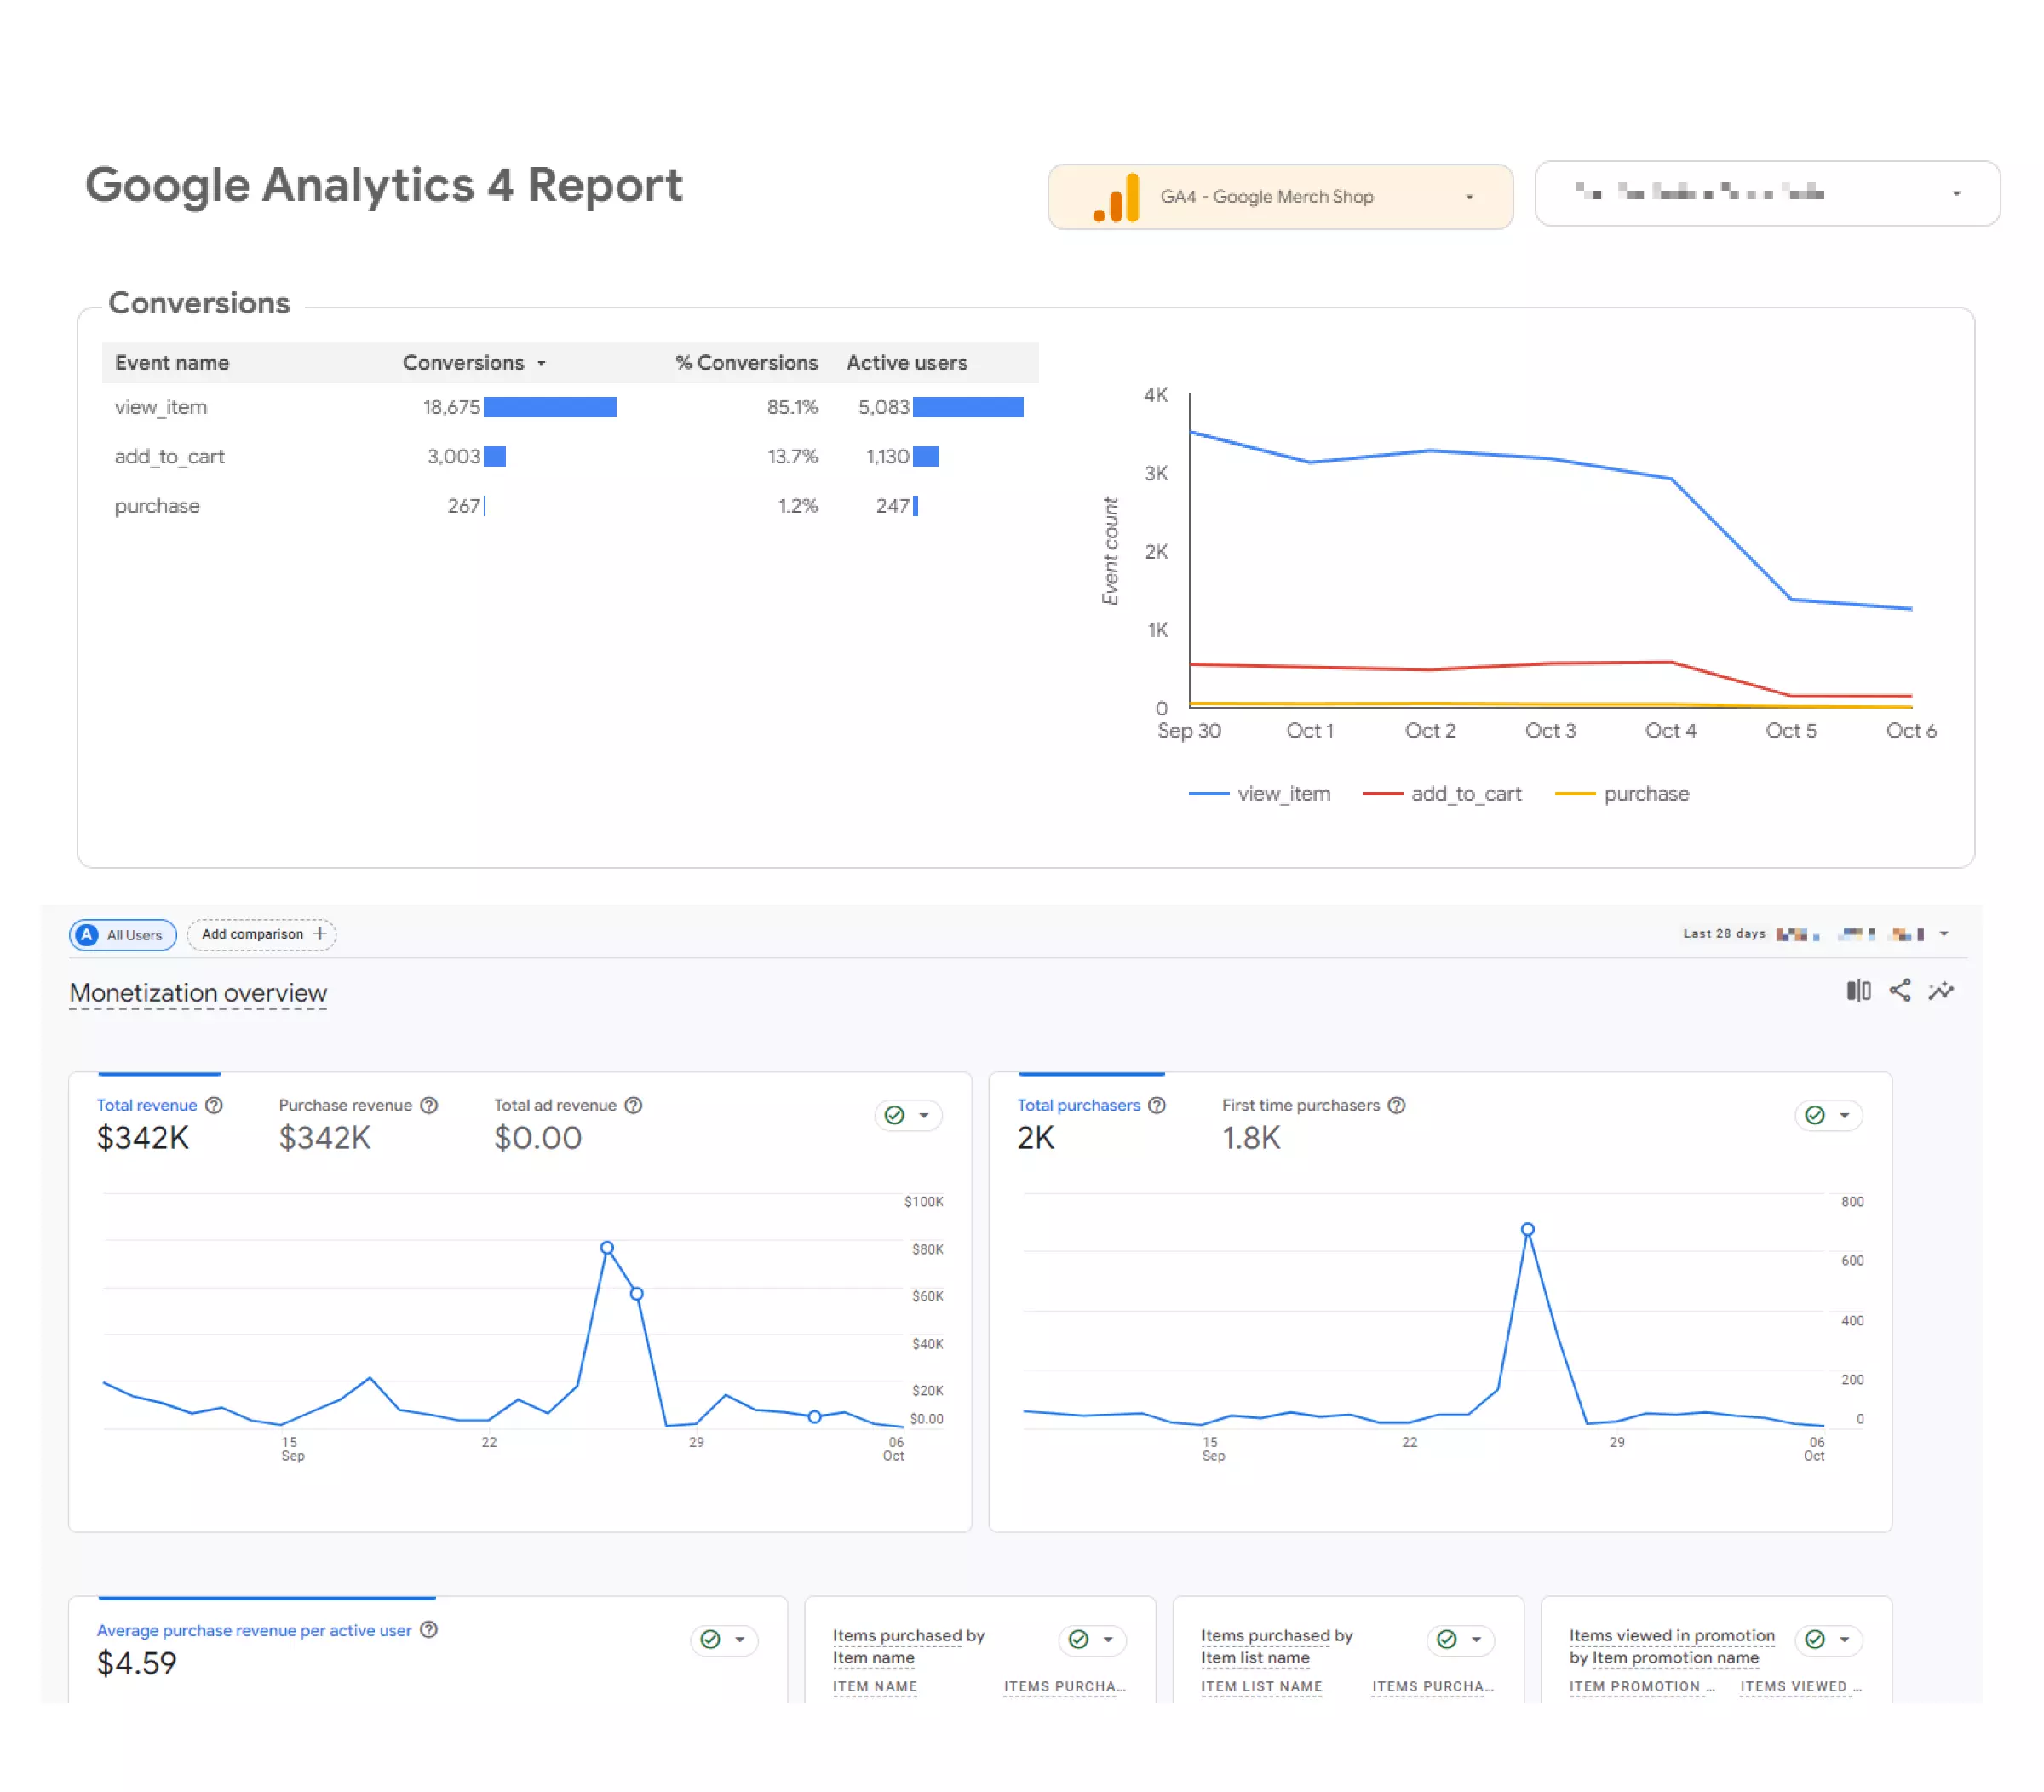 Google Analytics 4 Report
GA4 - Google Merch Shop
Conversions
Event name Conversions % Conversions Active users
view_item 18,675 85.1% 5,083
add_to_cart 3,003 13.7% 1,130
purchase 267 1.2% 247
Event count
4K
3K
2K
1K
0
Sep 30 Oct 1 Oct 2 Oct 3 Oct 4 Oct 5 Oct 6
view_item add_to_cart purchase
A All Users Add comparison +
Last 28 days
Monetization overview
Total revenue Purchase revenue Total ad revenue
$342K $342K $0.00
$100K
$80K
$60K
$40K
$20K
$0.00
15 22 29 06
Sep Oct
Total purchasers First time purchasers
2K 1.8K
800
600
400
200
0
15 22 29 06
Sep Oct
Average purchase revenue per active user
$4.59
Items purchased by
Item name
ITEM NAME ITEMS PURCHA...
Items purchased by
Item list name
ITEM LIST NAME ITEMS PURCHA...
Items viewed in promotion
by Item promotion name
ITEM PROMOTION ... ITEMS VIEWED ...